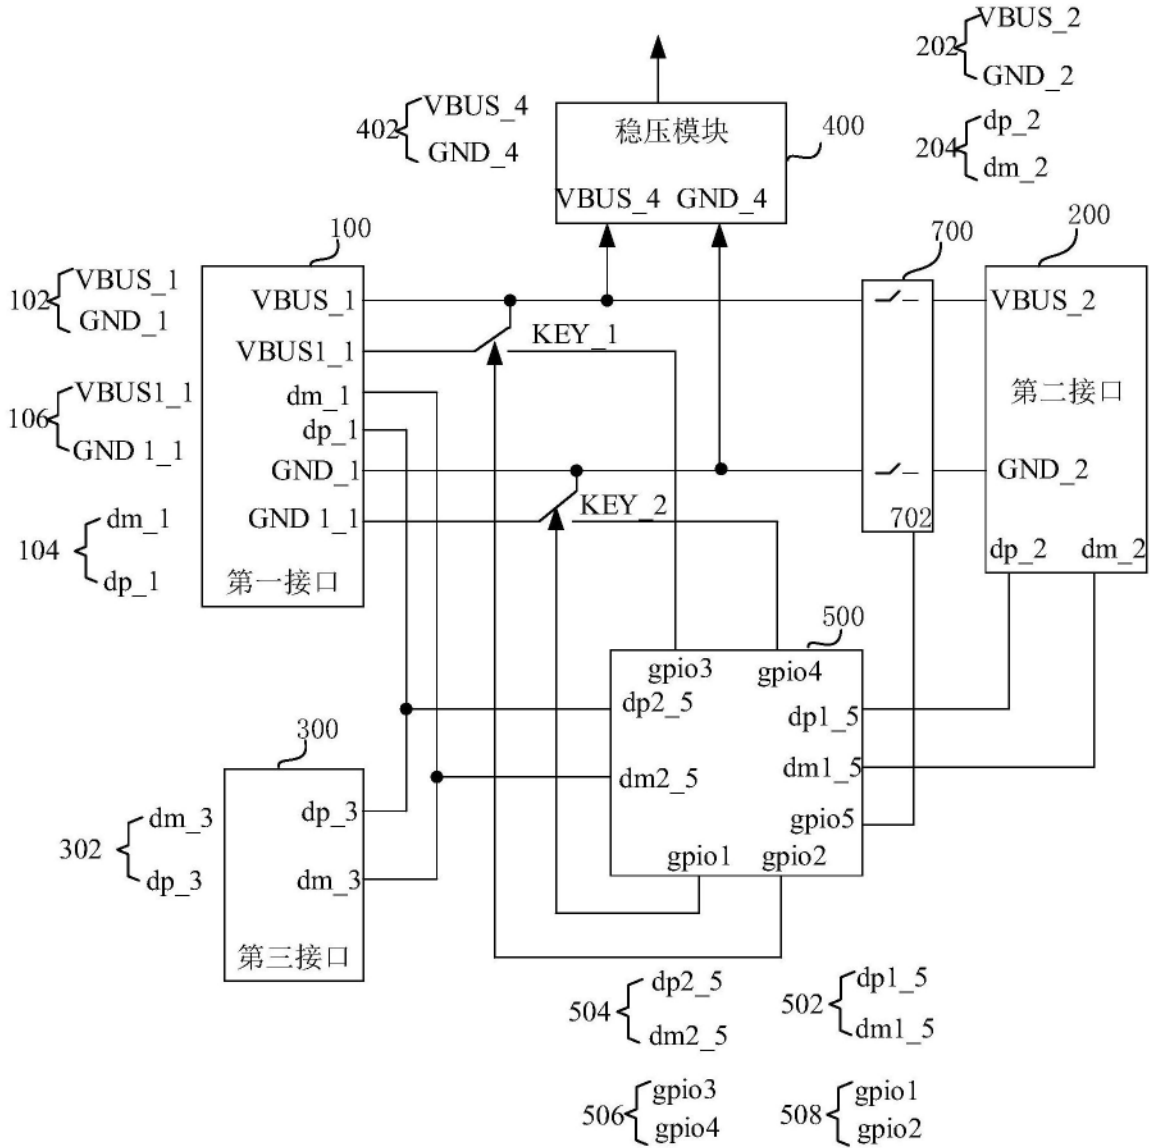 VBUS_2
202
GND_2
VBUS_4
402
GND_4
稳压模块
400
dp_2
204
dm_2
VBUS_4 GND_4
100
700
200
VBUS_1
102
GND_1
VBUS_1
VBUS_2
KEY_1
VBUS1_1
VBUS1_1
106
GND 1_1
dm_1
第二接口
dp_1
GND_1
GND_2
KEY_2
GND 1_1
702
dm_1
104
dp_1
第一接口
dp_2 dm_2
500
gpio3 gpio4
dp2_5
dp1_5
300
dm2_5
dm1_5
dm_3
302
dp_3
dp_3
gpio5
gpio1 gpio2
dm_3
第三接口
dp2_5
504
dm2_5
dp1_5
502
dm1_5
gpio3
506
gpio4
gpio1
508
gpio2